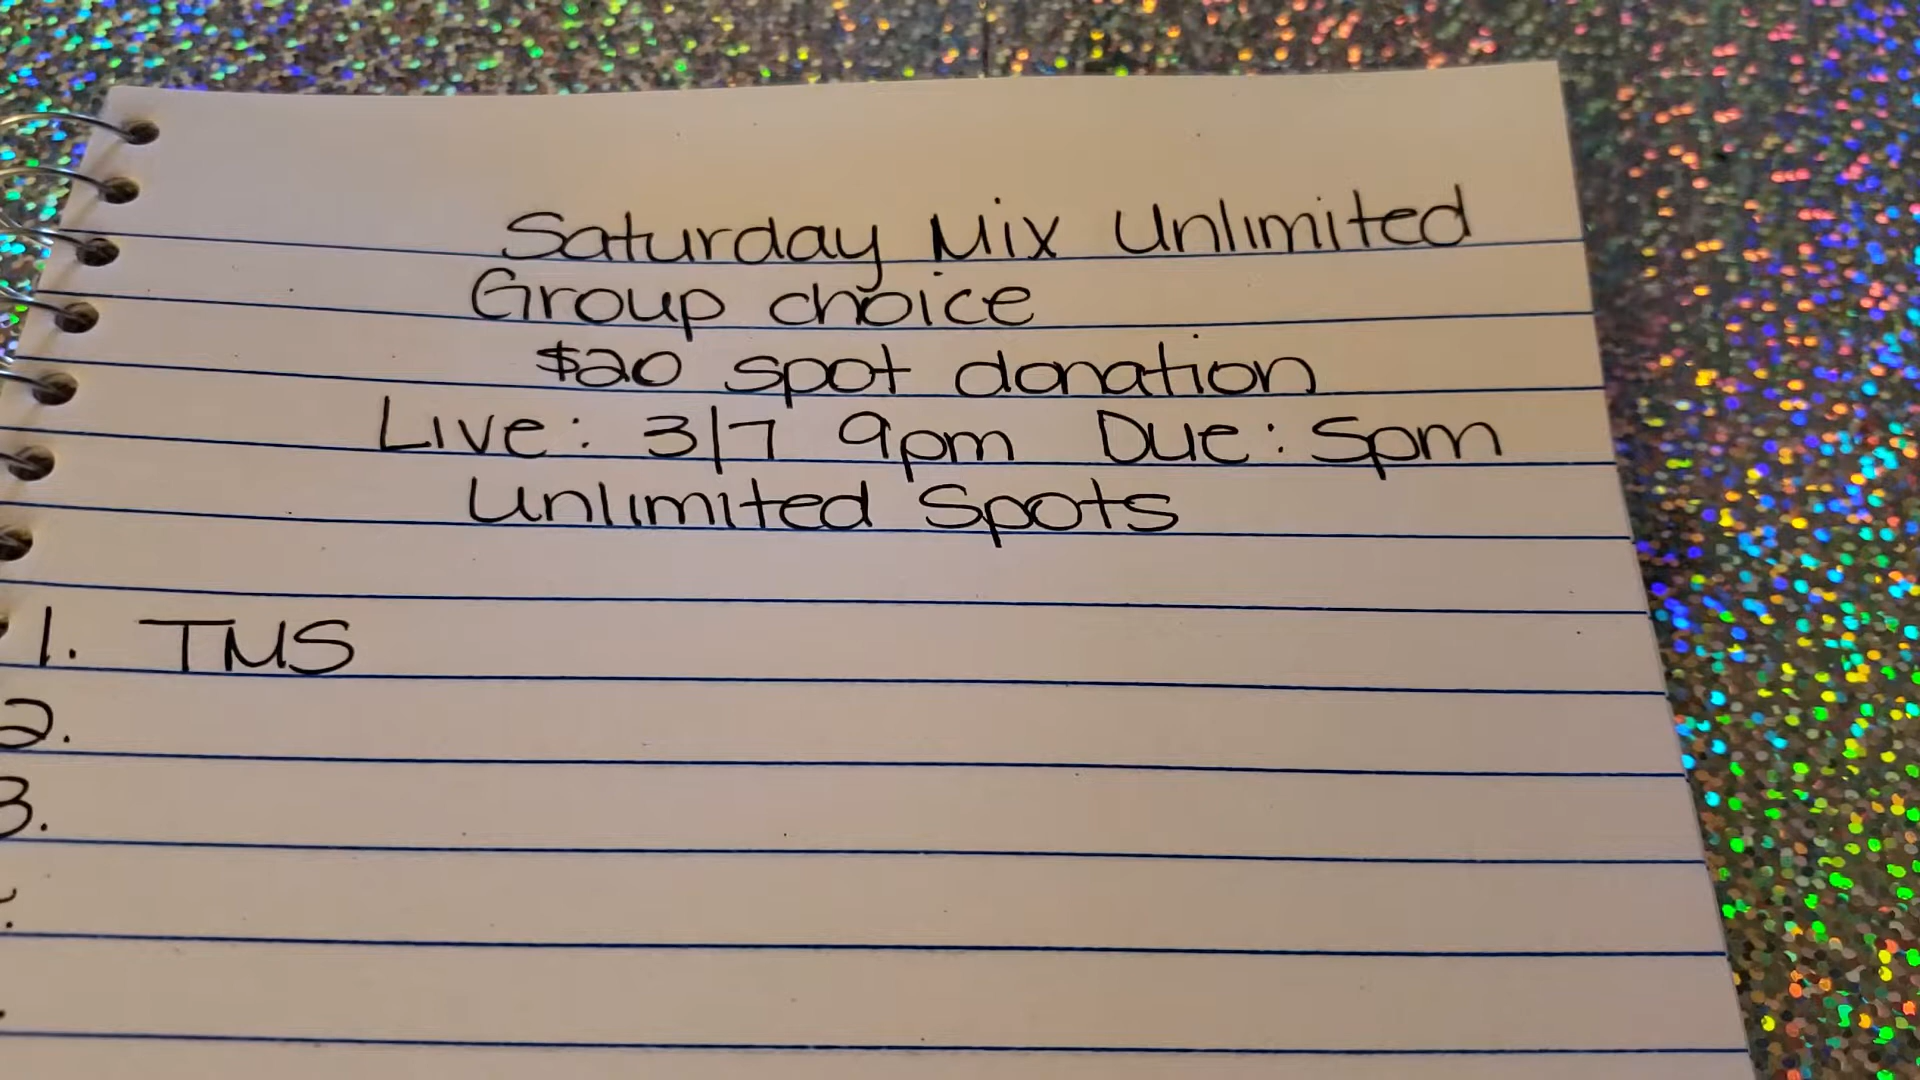 Saturday Mix Unlimited
Group choice
$20 spot donation
Live: 3/7 9pm Due: 5pm
Unlimited Spots
1. TMS
2.
3.